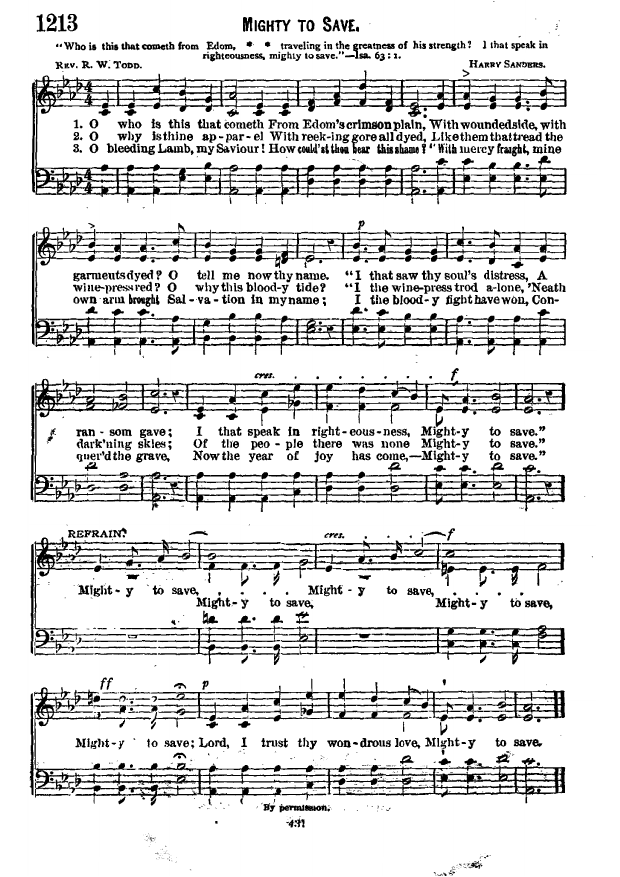 1213
MIGHTY TO SAVE.
"Who is this that cometh from Edom, * * traveling in the greatness of his strength? I that speak in
righteousness, mighty to save."—Isa. 63: 1.
REV. R. W. TODD. HARRY SANDERS.
1. O who is this that cometh From Edom's crimson plain, With wounded side, with
2. O why is thine ap-par-el With reek-ing gore all dyed, Like them that tread the
3. O bleeding Lamb, my Saviour! How could'st thou bear this shame? "With mercy fraught, mine
p
garments dyed? O tell me now thy name. "I that saw thy soul's distress, A
wine-press red? O why this blood-y tide? "I the wine-press trod a-lone, 'Neath
own arm brought Sal-va-tion in my name; I the blood-y fight have won, Con-
cres. f
ran-som gave; I that speak in right-eous-ness, Might-y to save."
dark'ning skies; Of the peo-ple there was none Might-y to save."
quer'd the grave, Now the year of joy has come,—Might-y to save."
REFRAIN. cres. f
Might-y to save, Might-y to save,
Might-y to save, Might-y to save,
ff p
Might-y to save; Lord, I trust thy won-drous love, Might-y to save.
By permission.
431